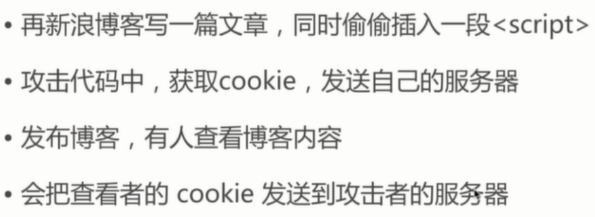 • 再新浪博客写一篇文章，同时偷偷插入一段<script>
• 攻击代码中，获取cookie，发送自己的服务器
• 发布博客，有人查看博客内容
• 会把查看者的 cookie 发送到攻击者的服务器